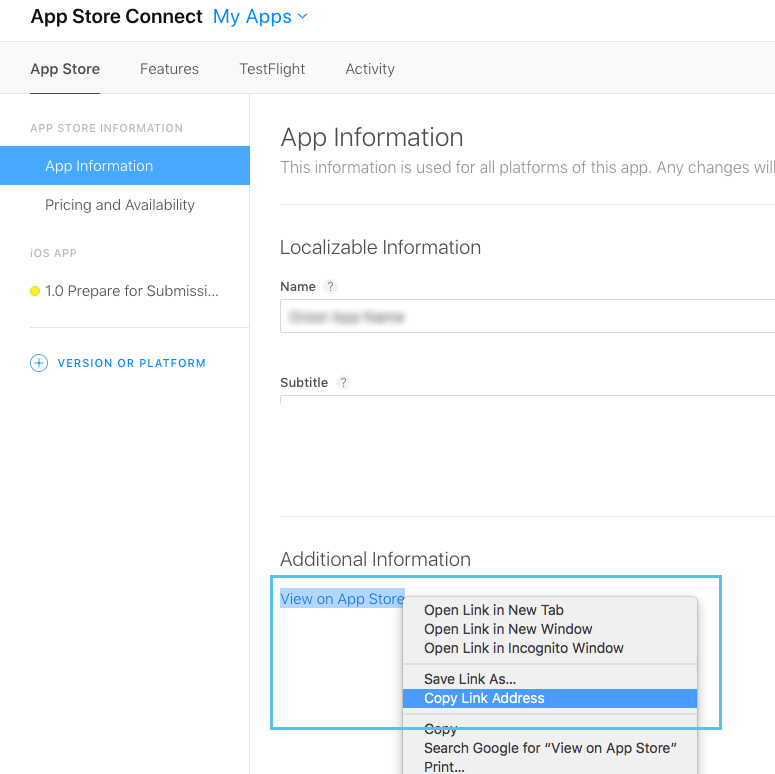 App Store Connect My Apps
App Store Features TestFlight Activity
APP STORE INFORMATION
App Information
Pricing and Availability
iOS APP
1.0 Prepare for Submissi...
VERSION OR PLATFORM
App Information
This information is used for all platforms of this app. Any changes will
Localizable Information
Name ?
Subtitle ?
Additional Information
View on App Store
Open Link in New Tab
Open Link in New Window
Open Link in Incognito Window
Save Link As...
Copy Link Address
Copy
Search Google for “View on App Store”
Print...